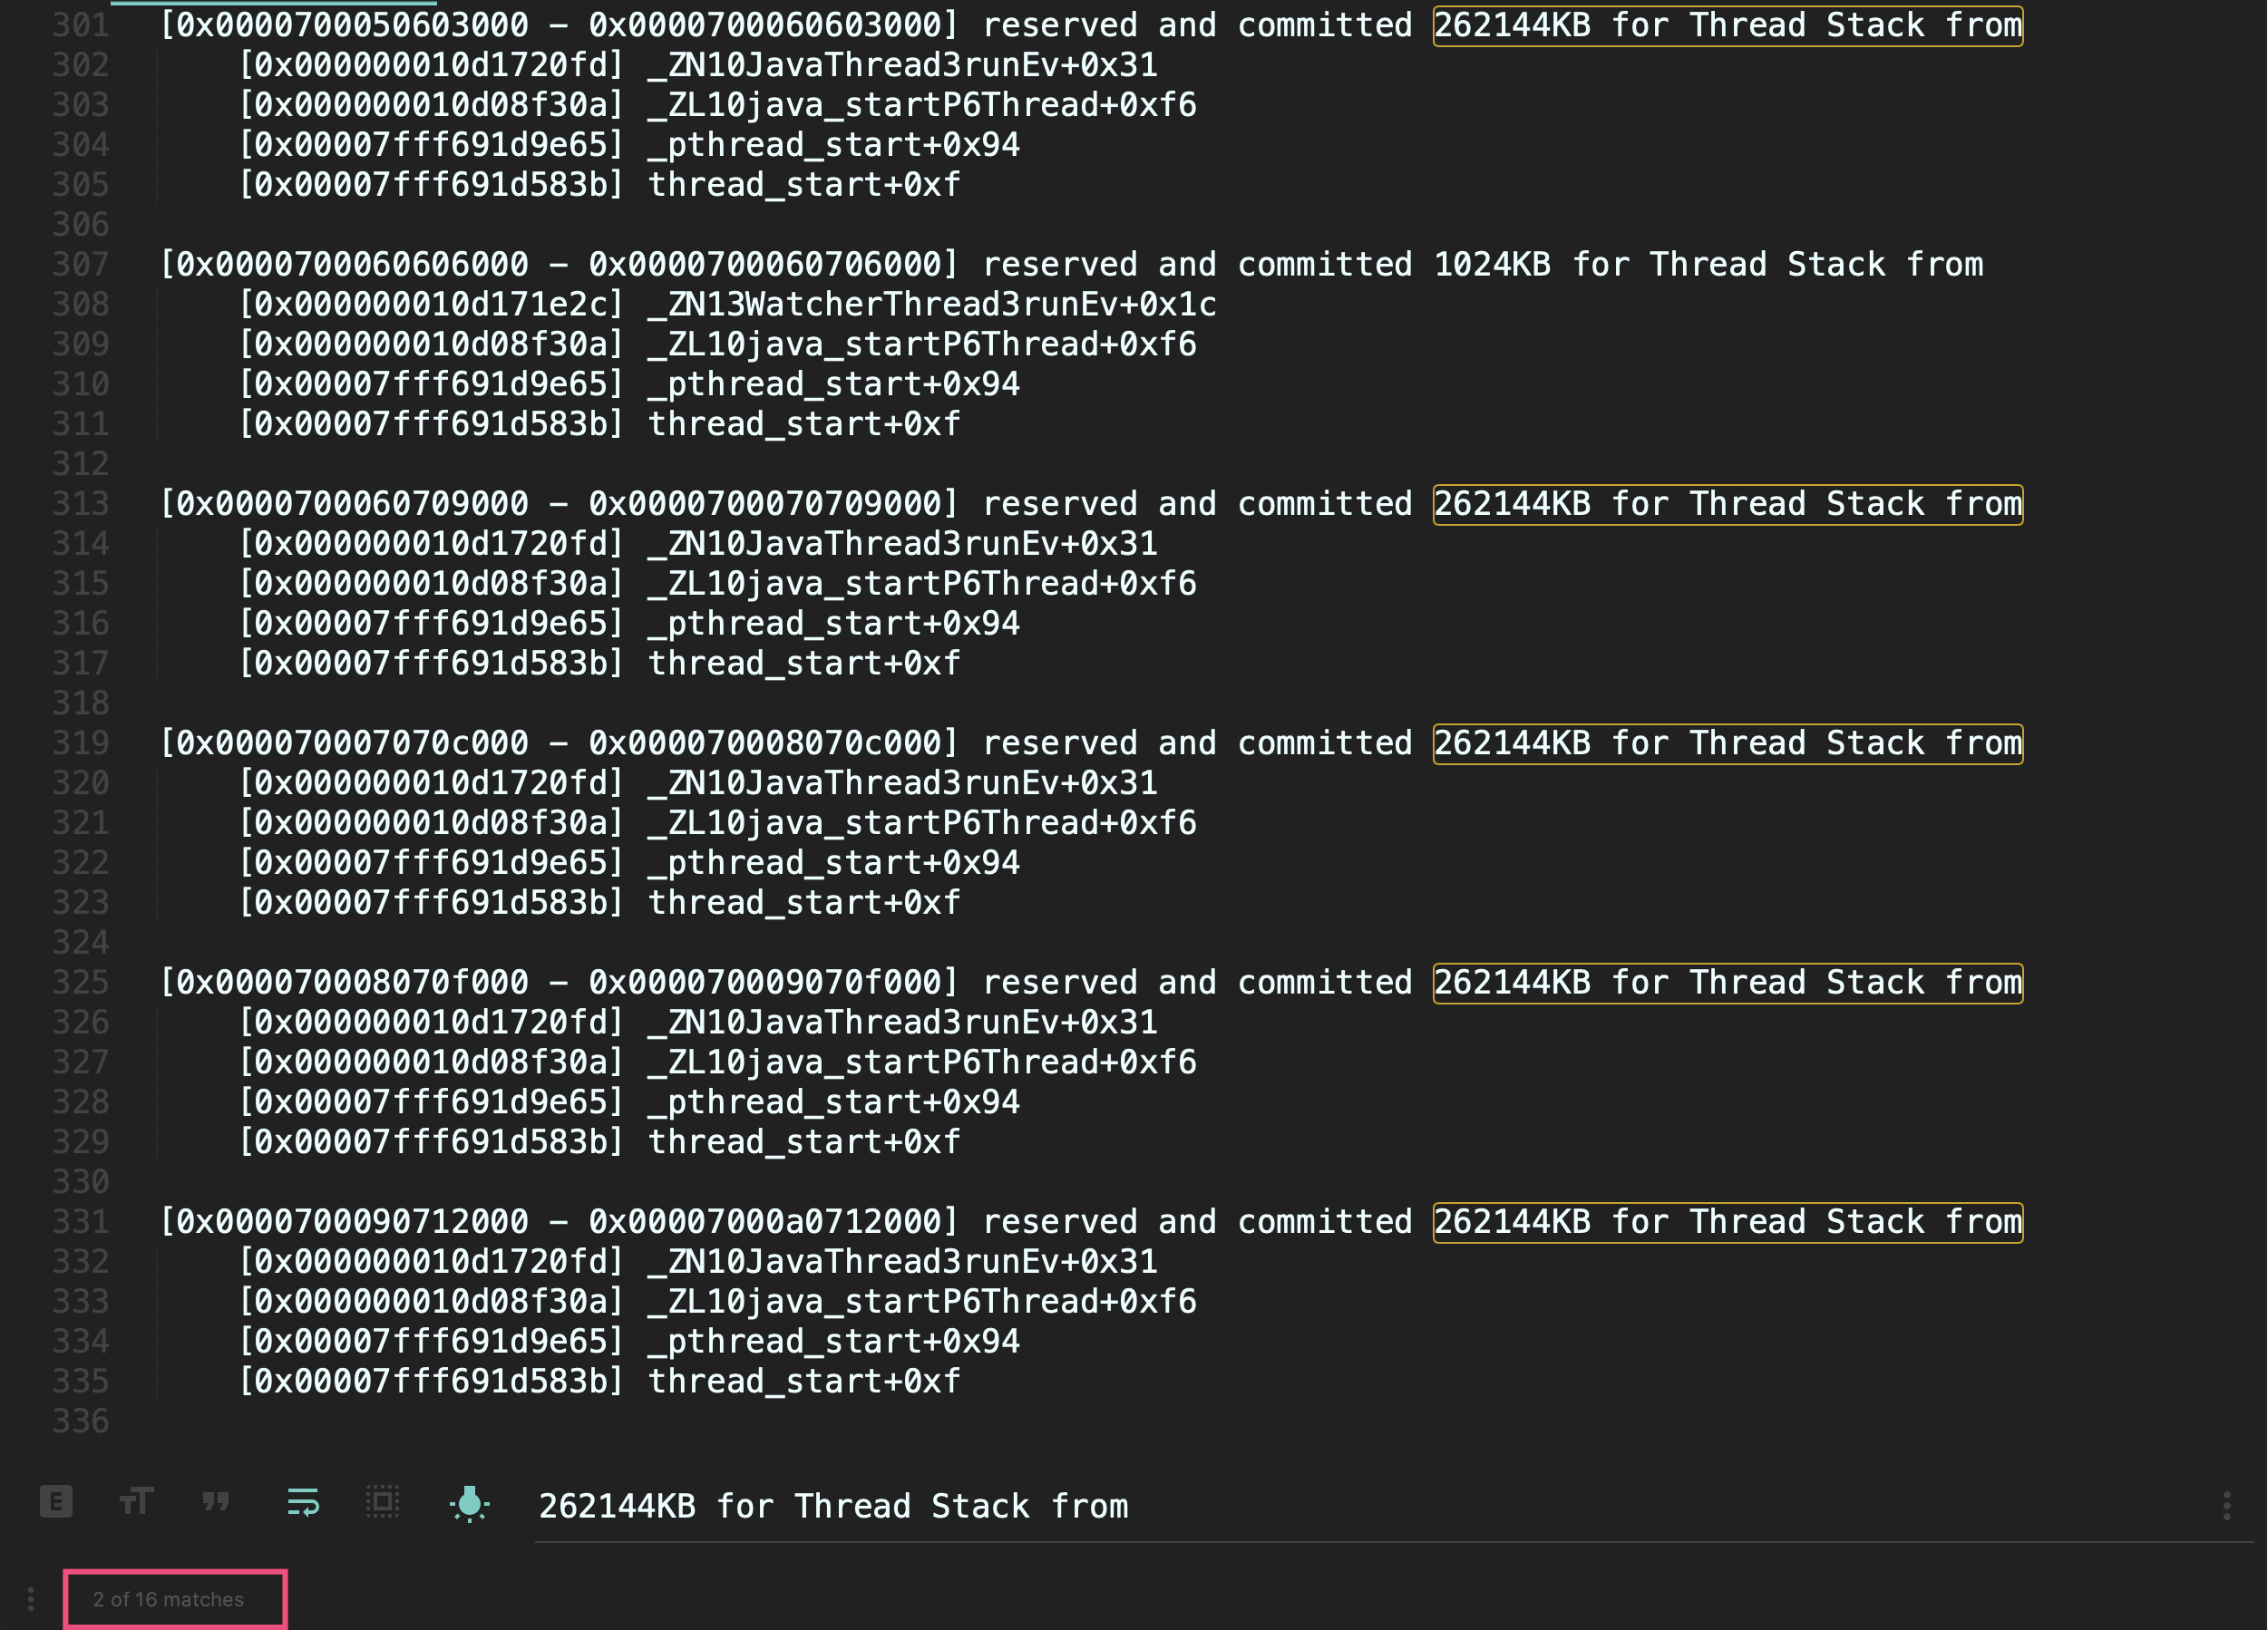 301 [0x0000700050603000 – 0x0000700060603000] reserved and committed 262144KB for Thread Stack from
302 [0x000000010d1720fd] _ZN10JavaThread3runEv+0x31
303 [0x000000010d08f30a] _ZL10java_startP6Thread+0xf6
304 [0x00007fff691d9e65] _pthread_start+0x94
305 [0x00007fff691d583b] thread_start+0xf
306
307 [0x0000700060606000 – 0x0000700060706000] reserved and committed 1024KB for Thread Stack from
308 [0x000000010d171e2c] _ZN13WatcherThread3runEv+0x1c
309 [0x000000010d08f30a] _ZL10java_startP6Thread+0xf6
310 [0x00007fff691d9e65] _pthread_start+0x94
311 [0x00007fff691d583b] thread_start+0xf
312
313 [0x0000700060709000 – 0x0000700070709000] reserved and committed 262144KB for Thread Stack from
314 [0x000000010d1720fd] _ZN10JavaThread3runEv+0x31
315 [0x000000010d08f30a] _ZL10java_startP6Thread+0xf6
316 [0x00007fff691d9e65] _pthread_start+0x94
317 [0x00007fff691d583b] thread_start+0xf
318
319 [0x000070007070c000 – 0x000070008070c000] reserved and committed 262144KB for Thread Stack from
320 [0x000000010d1720fd] _ZN10JavaThread3runEv+0x31
321 [0x000000010d08f30a] _ZL10java_startP6Thread+0xf6
322 [0x00007fff691d9e65] _pthread_start+0x94
323 [0x00007fff691d583b] thread_start+0xf
324
325 [0x000070008070f000 – 0x000070009070f000] reserved and committed 262144KB for Thread Stack from
326 [0x000000010d1720fd] _ZN10JavaThread3runEv+0x31
327 [0x000000010d08f30a] _ZL10java_startP6Thread+0xf6
328 [0x00007fff691d9e65] _pthread_start+0x94
329 [0x00007fff691d583b] thread_start+0xf
330
331 [0x0000700090712000 – 0x00007000a0712000] reserved and committed 262144KB for Thread Stack from
332 [0x000000010d1720fd] _ZN10JavaThread3runEv+0x31
333 [0x000000010d08f30a] _ZL10java_startP6Thread+0xf6
334 [0x00007fff691d9e65] _pthread_start+0x94
335 [0x00007fff691d583b] thread_start+0xf
336
262144KB for Thread Stack from
2 of 16 matches